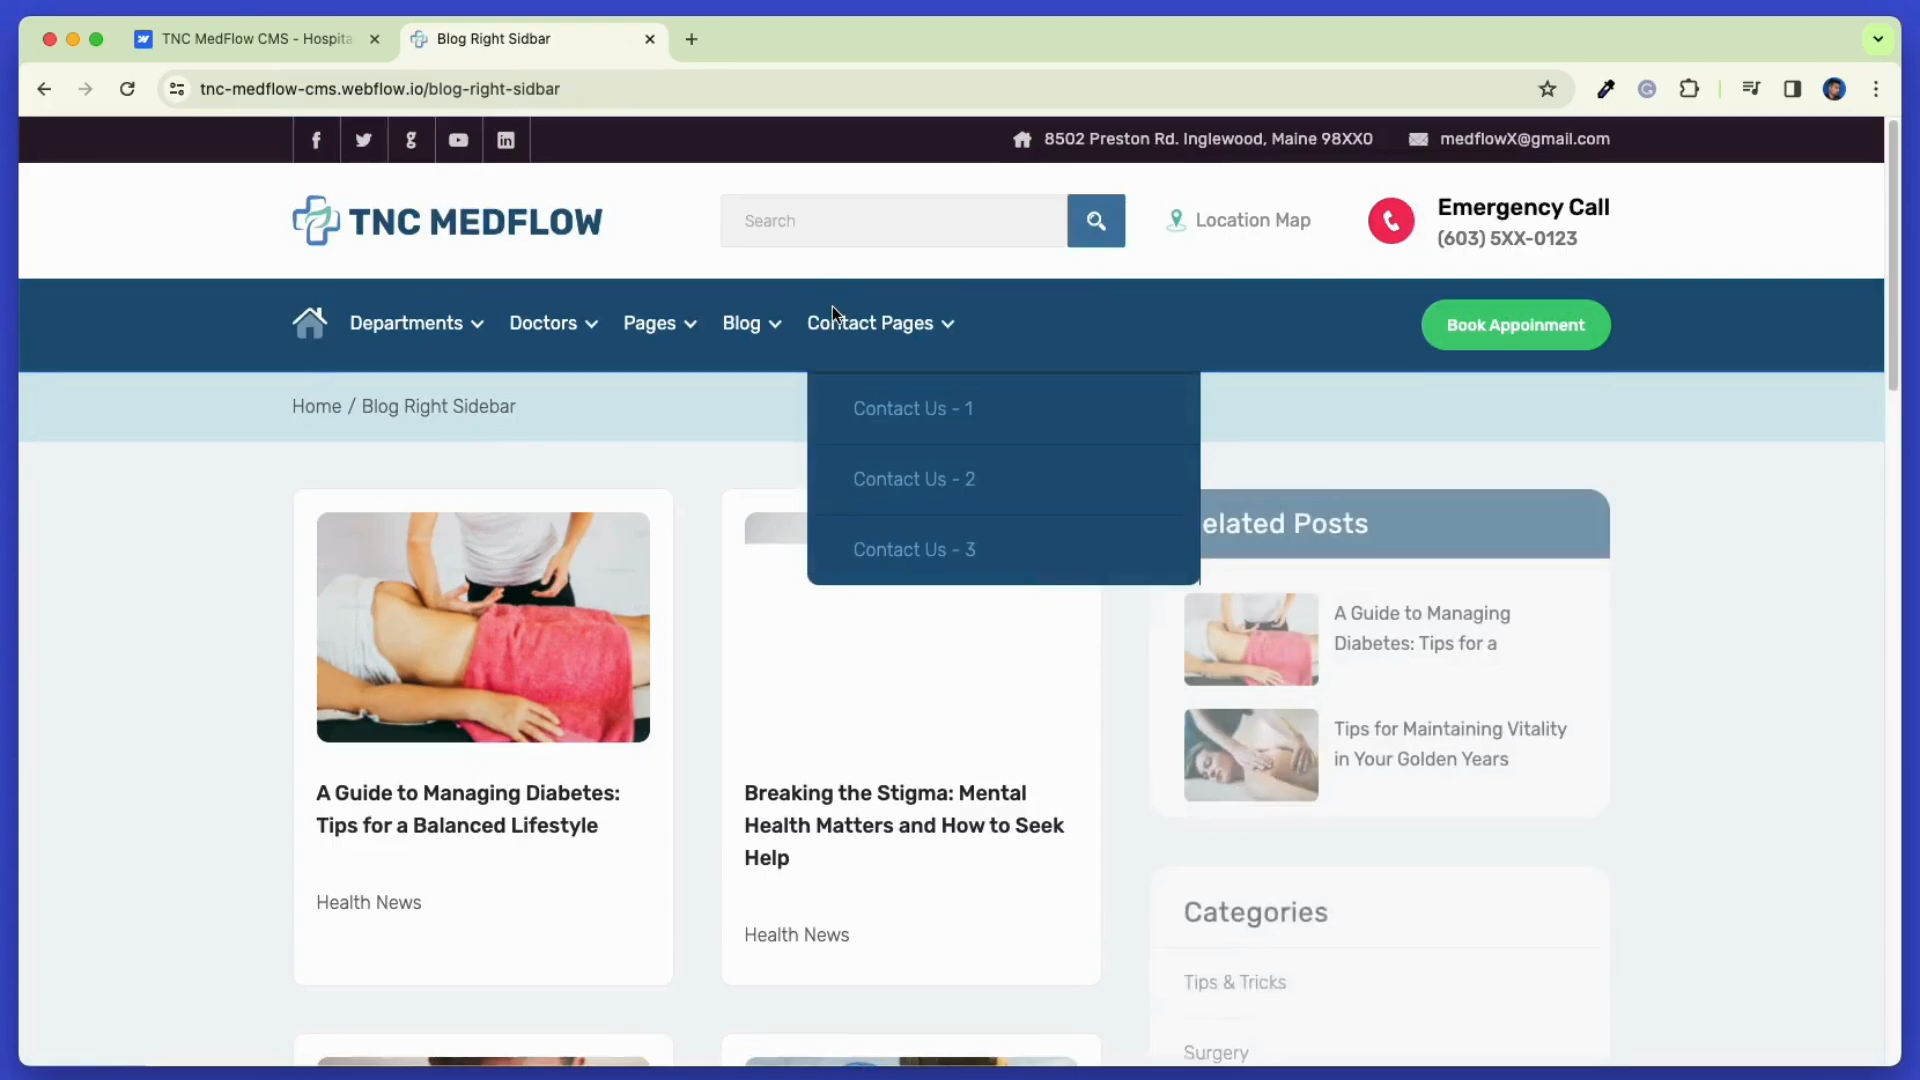 TNC MedFlow CMS - Hospita
Blog Right Sidbar
tnc-medflow-cms.webflow.io/blog-right-sidbar
8502 Preston Rd. Inglewood, Maine 98XX0
medflowX@gmail.com
TNC MEDFLOW
Search
Location Map
Emergency Call
(603) 5XX-0123
Departments
Doctors
Pages
Blog
Contact Pages
Book Appoinment
Home / Blog Right Sidebar
Contact Us - 1
Contact Us - 2
Contact Us - 3
elated Posts
A Guide to Managing
Diabetes: Tips for a
Tips for Maintaining Vitality
in Your Golden Years
A Guide to Managing Diabetes:
Tips for a Balanced Lifestyle
Health News
Breaking the Stigma: Mental
Health Matters and How to Seek
Help
Health News
Categories
Tips & Tricks
Surgery